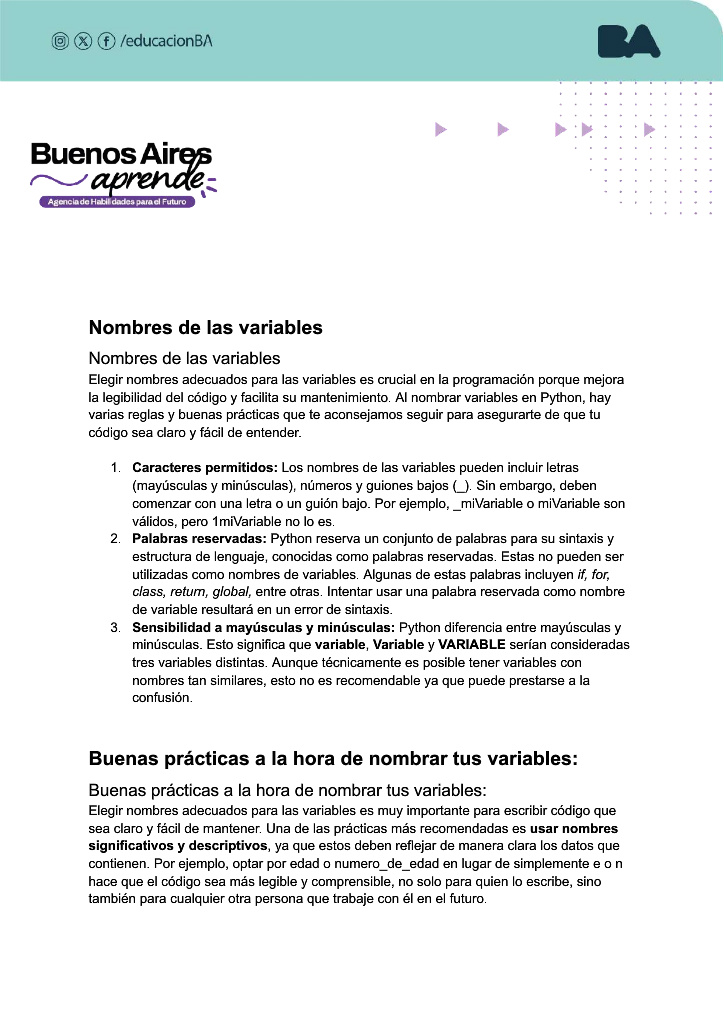 /educacionBA
BA
Buenos Aires
aprende
Agencia de Habilidades para el Futuro
Nombres de las variables
Nombres de las variables
Elegir nombres adecuados para las variables es crucial en la programación porque mejora
la legibilidad del código y facilita su mantenimiento. Al nombrar variables en Python, hay
varias reglas y buenas prácticas que te aconsejamos seguir para asegurarte de que tu
código sea claro y fácil de entender.
1. Caracteres permitidos: Los nombres de las variables pueden incluir letras
(mayúsculas y minúsculas), números y guiones bajos (_). Sin embargo, deben
comenzar con una letra o un guión bajo. Por ejemplo, _miVariable o miVariable son
válidos, pero 1miVariable no lo es.
2. Palabras reservadas: Python reserva un conjunto de palabras para su sintaxis y
estructura de lenguaje, conocidas como palabras reservadas. Estas no pueden ser
utilizadas como nombres de variables. Algunas de estas palabras incluyen if, for,
class, return, global, entre otras. Intentar usar una palabra reservada como nombre
de variable resultará en un error de sintaxis.
3. Sensibilidad a mayúsculas y minúsculas: Python diferencia entre mayúsculas y
minúsculas. Esto significa que variable, Variable y VARIABLE serían consideradas
tres variables distintas. Aunque técnicamente es posible tener variables con
nombres tan similares, esto no es recomendable ya que puede prestarse a la
confusión.
Buenas prácticas a la hora de nombrar tus variables:
Buenas prácticas a la hora de nombrar tus variables:
Elegir nombres adecuados para las variables es muy importante para escribir código que
sea claro y fácil de mantener. Una de las prácticas más recomendadas es usar nombres
significativos y descriptivos, ya que estos deben reflejar de manera clara los datos que
contienen. Por ejemplo, optar por edad o numero_de_edad en lugar de simplemente e o n
hace que el código sea más legible y comprensible, no solo para quien lo escribe, sino
también para cualquier otra persona que trabaje con él en el futuro.